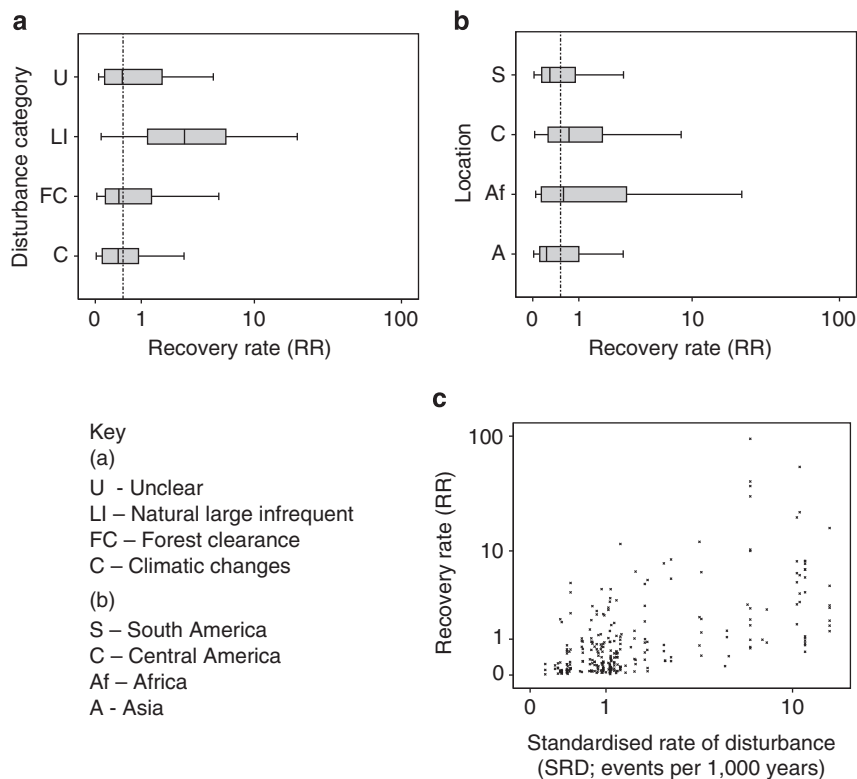 a
Disturbance category
U
LI
FC
C
0 1 10 100
Recovery rate (RR)
b
Location
S
C
Af
A
0 1 10 100
Recovery rate (RR)
Key
(a)
U - Unclear
LI – Natural large infrequent
FC – Forest clearance
C – Climatic changes
(b)
S – South America
C – Central America
Af – Africa
A - Asia
c
Recovery rate (RR)
100
10
1
0
0 1 10
Standardised rate of disturbance
(SRD; events per 1,000 years)